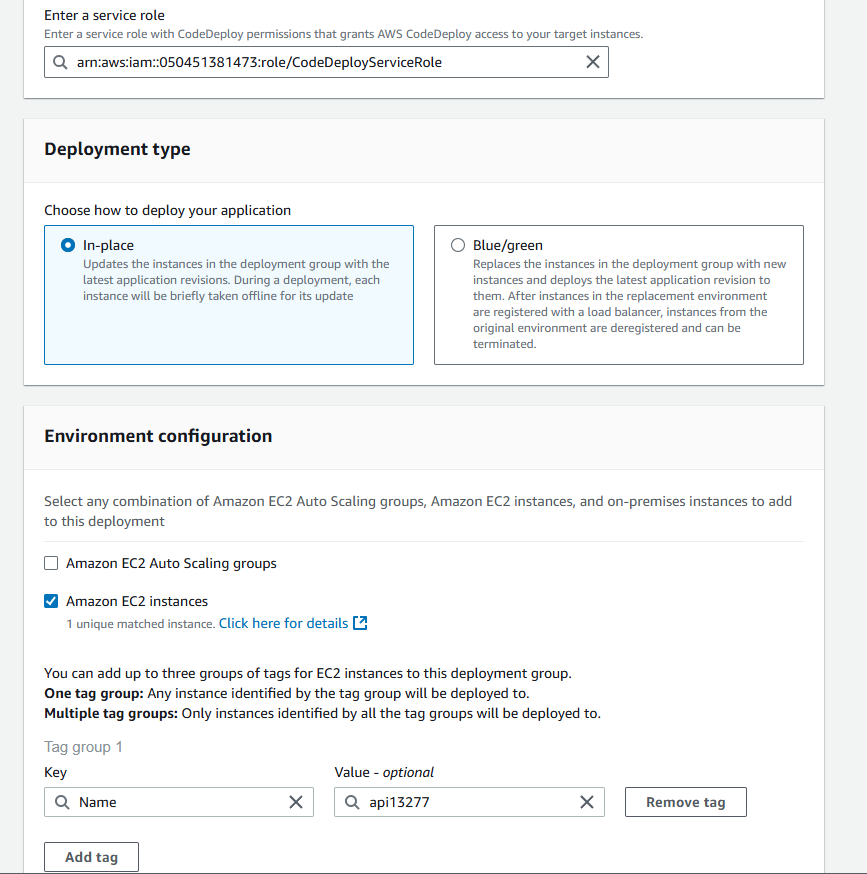 Enter a service role
Enter a service role with CodeDeploy permissions that grants AWS CodeDeploy access to your target instances.
arn:aws:iam::050451381473:role/CodeDeployServiceRole
Deployment type
Choose how to deploy your application
In-place
Updates the instances in the deployment group with the
latest application revisions. During a deployment, each
instance will be briefly taken offline for its update
Blue/green
Replaces the instances in the deployment group with new
instances and deploys the latest application revision to
them. After instances in the replacement environment
are registered with a load balancer, instances from the
original environment are deregistered and can be
terminated.
Environment configuration
Select any combination of Amazon EC2 Auto Scaling groups, Amazon EC2 instances, and on-premises instances to add
to this deployment
Amazon EC2 Auto Scaling groups
Amazon EC2 instances
1 unique matched instance. Click here for details
You can add up to three groups of tags for EC2 instances to this deployment group.
One tag group: Any instance identified by the tag group will be deployed to.
Multiple tag groups: Only instances identified by all the tag groups will be deployed to.
Tag group 1
Key
Value - optional
Name
api13277
Remove tag
Add tag